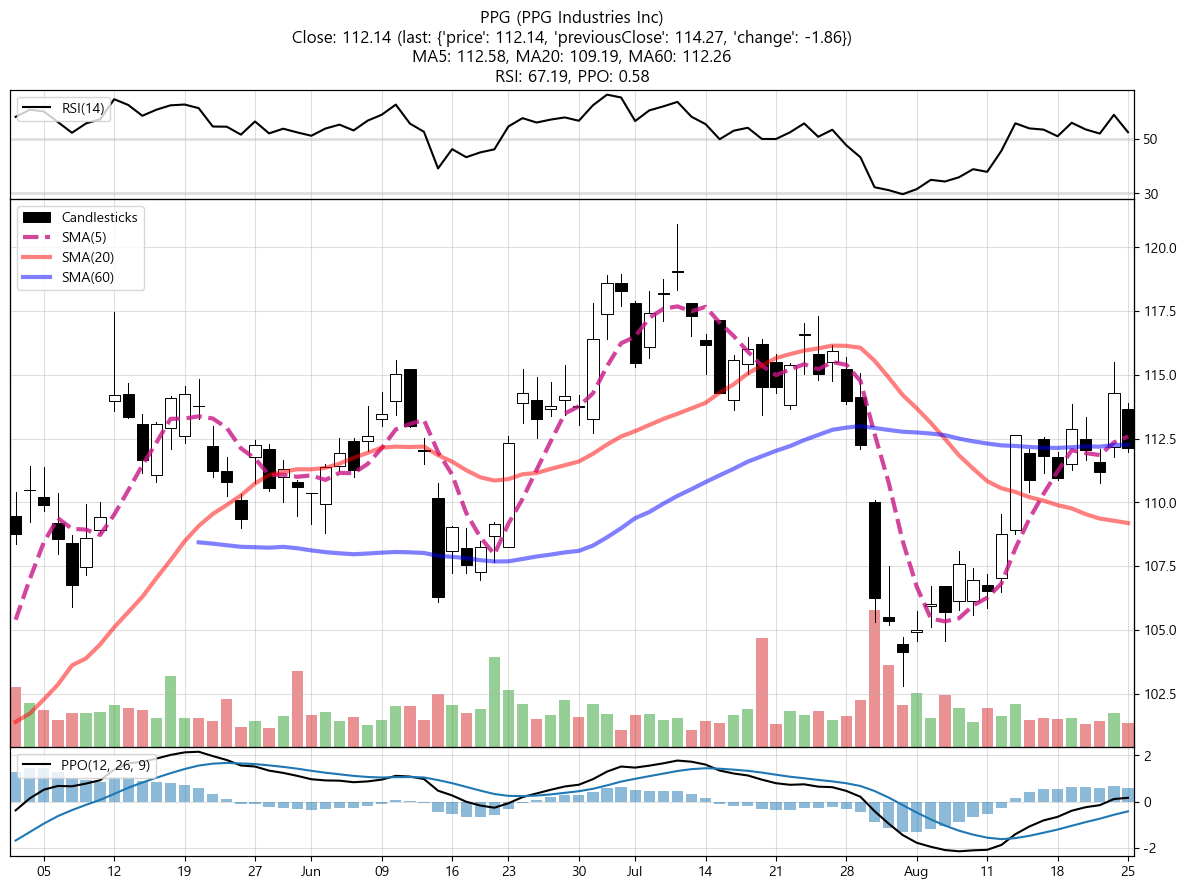 PPG (PPG Industries Inc)
Close: 112.14 (last: {'price': 112.14, 'previousClose': 114.27, 'change': -1.86})
MA5: 112.58, MA20: 109.19, MA60: 112.26
RSI: 67.19, PPO: 0.58
RSI(14)
50
30
Candlesticks
SMA(5)
SMA(20)
SMA(60)
120.0
117.5
115.0
112.5
110.0
107.5
105.0
102.5
PPO(12, 26, 9)
2
0
-2
05 12 19 27 Jun 09 16 23 30 Jul 14 21 28 Aug 11 18 25